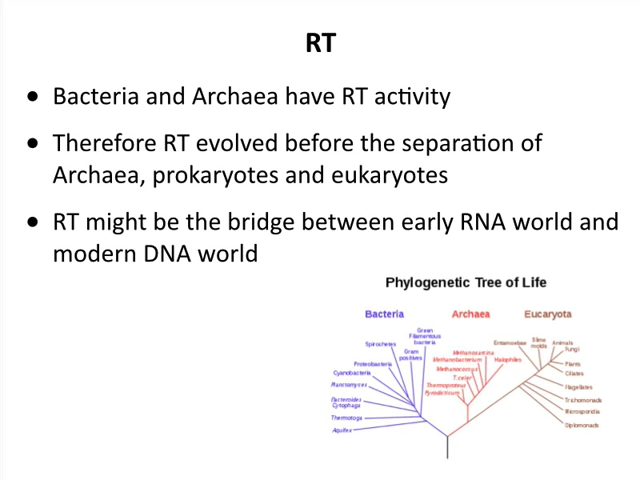 RT
• Bacteria and Archaea have RT activity
• Therefore RT evolved before the separation of
Archaea, prokaryotes and eukaryotes
• RT might be the bridge between early RNA world and
modern DNA world
Phylogenetic Tree of Life
Bacteria
Archaea
Eucaryota
Green
Filamentous
bacteria
Spirochetes
Gram
positives
Proteobacteria
Cyanobacteria
Planctomyces
Bacteroides
Cytophaga
Thermotoga
Aquifex
Methanosarcina
Methanobacterium
Halophiles
Methanococcus
T. celer
Thermoproteus
Pyrodicticum
Entamoebae
Slime
molds
Animals
Fungi
Plants
Ciliates
Flagellates
Trichomonads
Microsporidia
Diplomonads